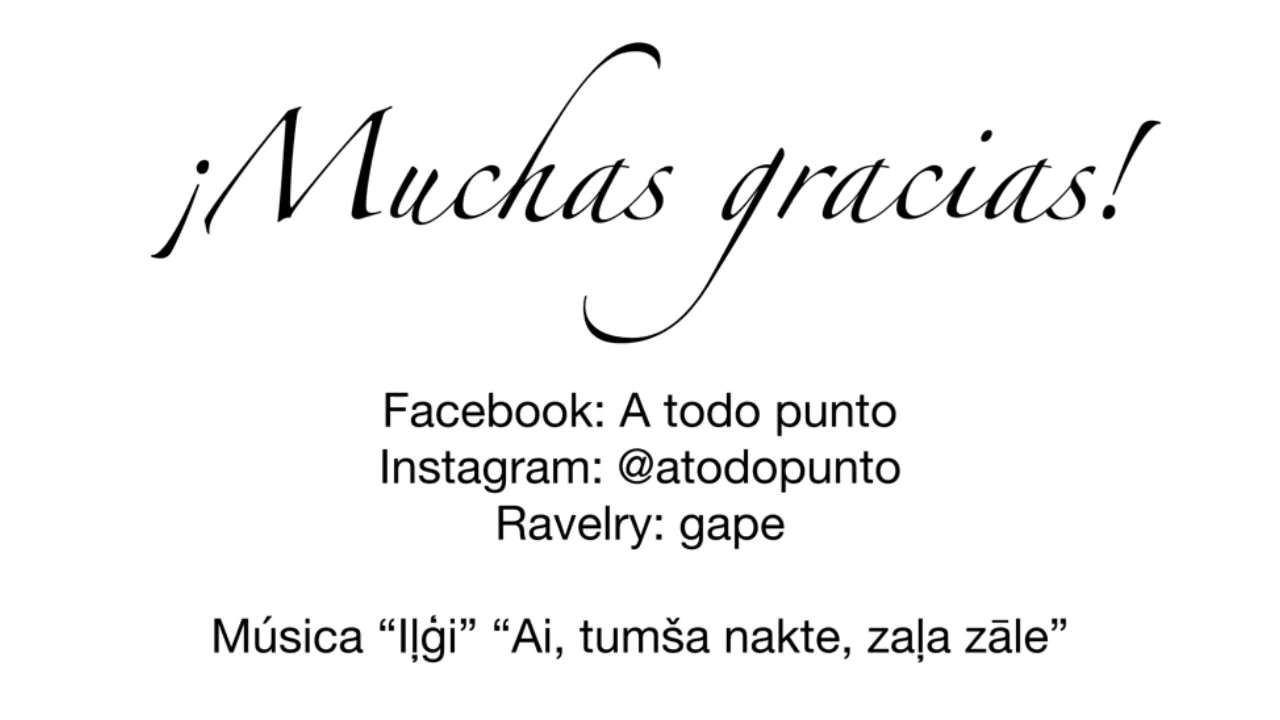 ¡Muchas gracias!
Facebook: A todo punto
Instagram: @atodopunto
Ravelry: gape
Música “Iļģi” “Ai, tumša nakte, zaļa zāle”